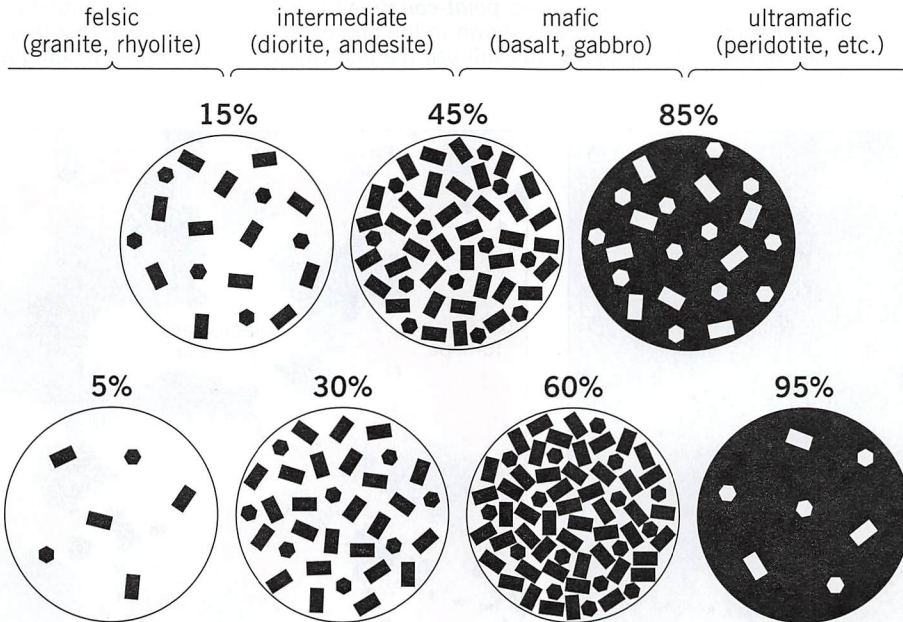 felsic
(granite, rhyolite)
intermediate
(diorite, andesite)
mafic
(basalt, gabbro)
ultramafic
(peridotite, etc.)
15%
45%
85%
5%
30%
60%
95%